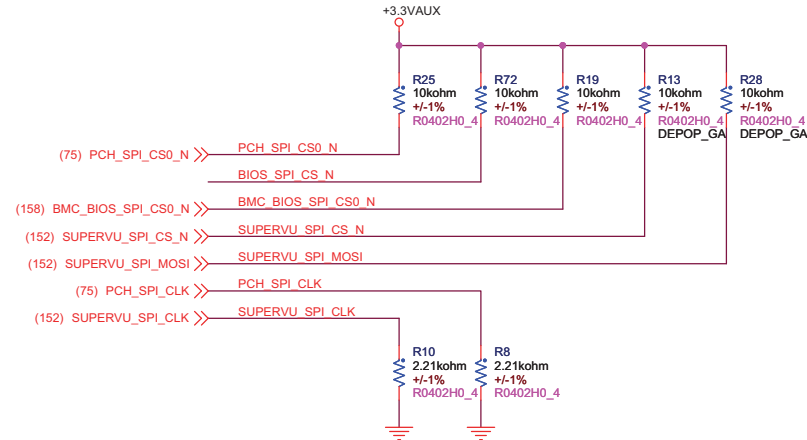 +3.3VAUX
R25
10kohm
+/-1%
R0402H0_4
R72
10kohm
+/-1%
R0402H0_4
R19
10kohm
+/-1%
R0402H0_4
R13
10kohm
+/-1%
R0402H0_4
DEPOP_GA
R28
10kohm
+/-1%
R0402H0_4
DEPOP_GA
(75) PCH_SPI_CS0_N PCH_SPI_CS0_N
BIOS_SPI_CS_N
(158) BMC_BIOS_SPI_CS0_N BMC_BIOS_SPI_CS0_N
(152) SUPERVU_SPI_CS_N SUPERVU_SPI_CS_N
(152) SUPERVU_SPI_MOSI SUPERVU_SPI_MOSI
(75) PCH_SPI_CLK PCH_SPI_CLK
(152) SUPERVU_SPI_CLK SUPERVU_SPI_CLK
R10
2.21kohm
+/-1%
R0402H0_4
R8
2.21kohm
+/-1%
R0402H0_4